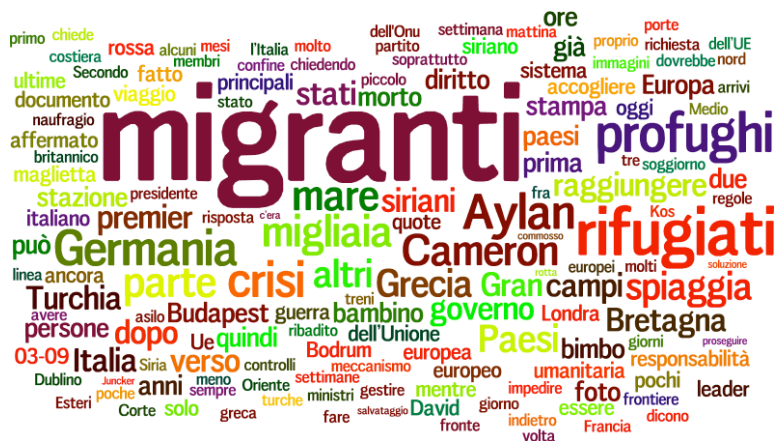 primo chiede rossa alcuni mesi l'Italia molto dell'Onu partito settimana mattina ore già proprio porte richiesta dell'UE
costiera Secondo membri confine chiedendo soprattutto siriano sistema immagini dovrebbe nord
ultime fatto principali piccolo diritto accogliere Europa arrivi
documento viaggio stato stati morto stampa oggi Medio
naufragio migranti paesi profughi
affermato prima tre soggiorno
britannico
maglietta presidente mare siriani fra raggiungere due
stazione regole
italiano premier risposta c'era migliaia quote Aylan commosso rifugiati Kos
può Germania Cameron rotta europei molti soluzione
linea ancora parte crisi altri Grecia Gran campi spiaggia
Turchia avere asilo Budapest guerra treni bambino governo Londra Bretagna
persone dopo Ue quindi ribadito dell'Unione Paesi bimbo giorni proseguire
03-09 Italia Siria verso controlli Bodrum meccanismo europea europeo umanitaria responsabilità
Dublino Juncker anni meno Oriente settimane gestire mentre impedire foto pochi frontiere leader
Esteri poche sempre turche ministri David giorno essere
Corte solo greca fare salvataggio fronte indietro Francia dicono
volta